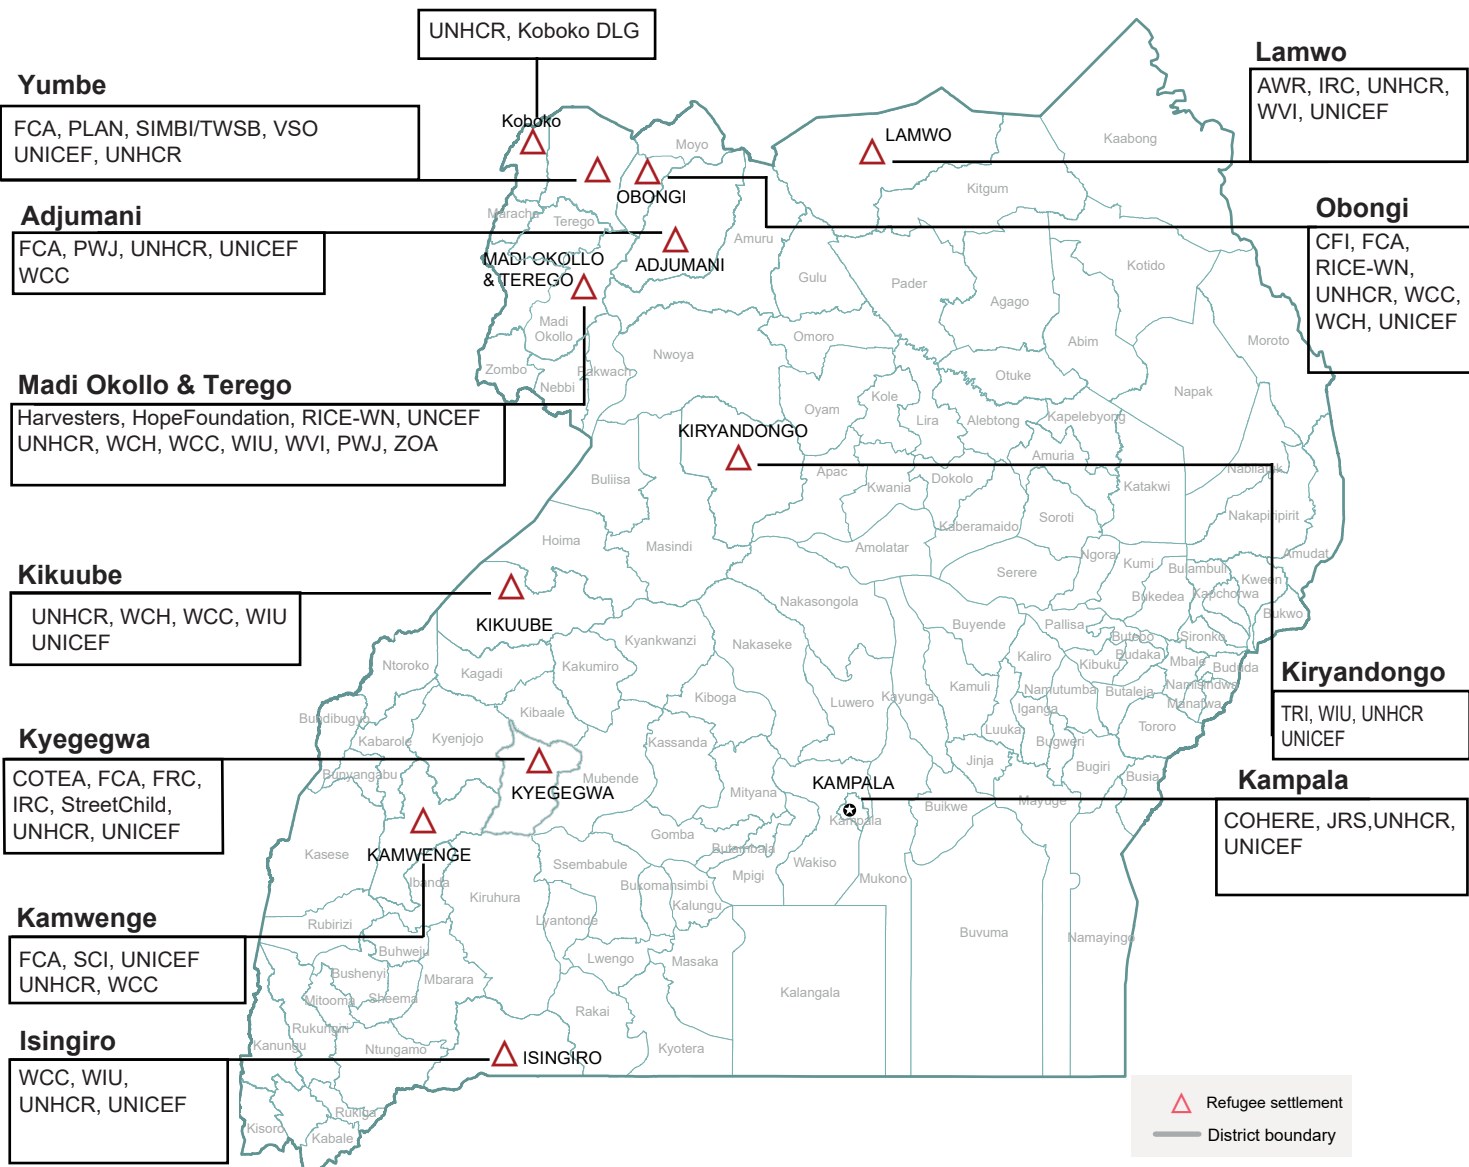 UNHCR, Koboko DLG
Yumbe
FCA, PLAN, SIMBI/TWSB, VSO
UNICEF, UNHCR
Adjumani
FCA, PWJ, UNHCR, UNICEF
WCC
Madi Okollo & Terego
Harvesters, HopeFoundation, RICE-WN, UNCEF
UNHCR, WCH, WCC, WIU, WVI, PWJ, ZOA
Kikuube
UNHCR, WCH, WCC, WIU
UNICEF
Kyegegwa
COTEA, FCA, FRC,
IRC, StreetChild,
UNHCR, UNICEF
Kamwenge
FCA, SCI, UNICEF
UNHCR, WCC
Isingiro
WCC, WIU,
UNHCR, UNICEF
Lamwo
AWR, IRC, UNHCR,
WVI, UNICEF
Obongi
CFI, FCA,
RICE-WN,
UNHCR, WCC,
WCH, UNICEF
Kiryandongo
TRI, WIU, UNHCR
UNICEF
Kampala
COHERE, JRS,UNHCR,
UNICEF
Koboko
Moyo
LAMWO
Kaabong
Kitgum
OBONGI
Maracha
Terego
Amuru
MADI OKOLLO
& TEREGO
ADJUMANI
Gulu
Pader
Agago
Kotido
Madi
Okollo
Omoro
Abim
Moroto
Nwoya
Zombo
Nebbi
Pakwach
Otuke
Napak
Kole
Oyam
Lira
Alebtong
Kapelebyong
KIRYANDONGO
Amuria
Apac
Kwania
Dokolo
Katakwi
Nabilatuk
Buliisa
Nakapiripirit
Kaberamaido
Soroti
Hoima
Masindi
Amolatar
Ngora
Kumi
Bulambuli
Amudat
Serere
Kween
Bukedea
Kapchorwa
Bukwo
KIKUUBE
Nakasongola
Buyende
Pallisa
Butebo
Sironko
Kyankwanzi
Nakaseke
Kaliro
Kibuku
Budaka
Mbale
Bududa
Ntoroko
Kagadi
Kakumiro
Kiboga
Luwero
Kayunga
Kamuli
Namutumba
Butaleja
Namisindwa
Manafwa
Iganga
Bundibugyo
Kibaale
Luuka
Bugweri
Tororo
Kabarole
Kyenjojo
Kassanda
Jinja
Bugiri
Busia
Bunyangabu
Mubende
KYEGEGWA
Mityana
KAMPALA
Kampala
Buikwe
Mayuge
Kasese
KAMWENGE
Gomba
Butambala
Wakiso
Mpigi
Mukono
Ssembabule
Ibanda
Kiruhura
Bukomansimbi
Kalungu
Rubirizi
Lyantonde
Buvuma
Namayingo
Buhweju
Lwengo
Masaka
Bushenyi
Mbarara
Mitooma
Sheema
Kalangala
Rakai
Rukungiri
Kanungu
Ntungamo
ISINGIRO
Kyotera
Rukiga
Kisoro
Kabale
Refugee settlement
District boundary